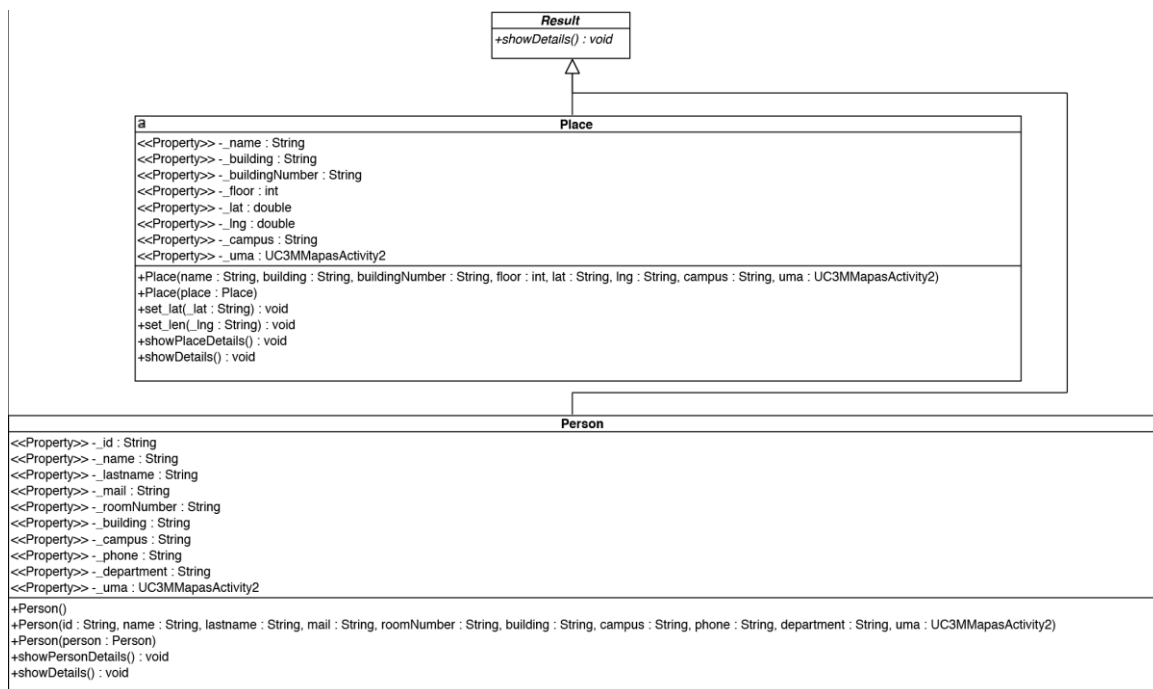 Result
+showDetails() : void
a
Place
<<Property>> -_name : String
<<Property>> -_building : String
<<Property>> -_buildingNumber : String
<<Property>> -_floor : int
<<Property>> -_lat : double
<<Property>> -_lng : double
<<Property>> -_campus : String
<<Property>> -_uma : UC3MMapasActivity2
+Place(name : String, building : String, buildingNumber : String, floor : int, lat : String, lng : String, campus : String, uma : UC3MMapasActivity2)
+Place(place : Place)
+set_lat(_lat : String) : void
+set_len(_lng : String) : void
+showPlaceDetails() : void
+showDetails() : void
Person
<<Property>> -_id : String
<<Property>> -_name : String
<<Property>> -_lastname : String
<<Property>> -_mail : String
<<Property>> -_roomNumber : String
<<Property>> -_building : String
<<Property>> -_campus : String
<<Property>> -_phone : String
<<Property>> -_department : String
<<Property>> -_uma : UC3MMapasActivity2
+Person()
+Person(id : String, name : String, lastname : String, mail : String, roomNumber : String, building : String, campus : String, phone : String, department : String, uma : UC3MMapasActivity2)
+Person(person : Person)
+showPersonDetails() : void
+showDetails() : void